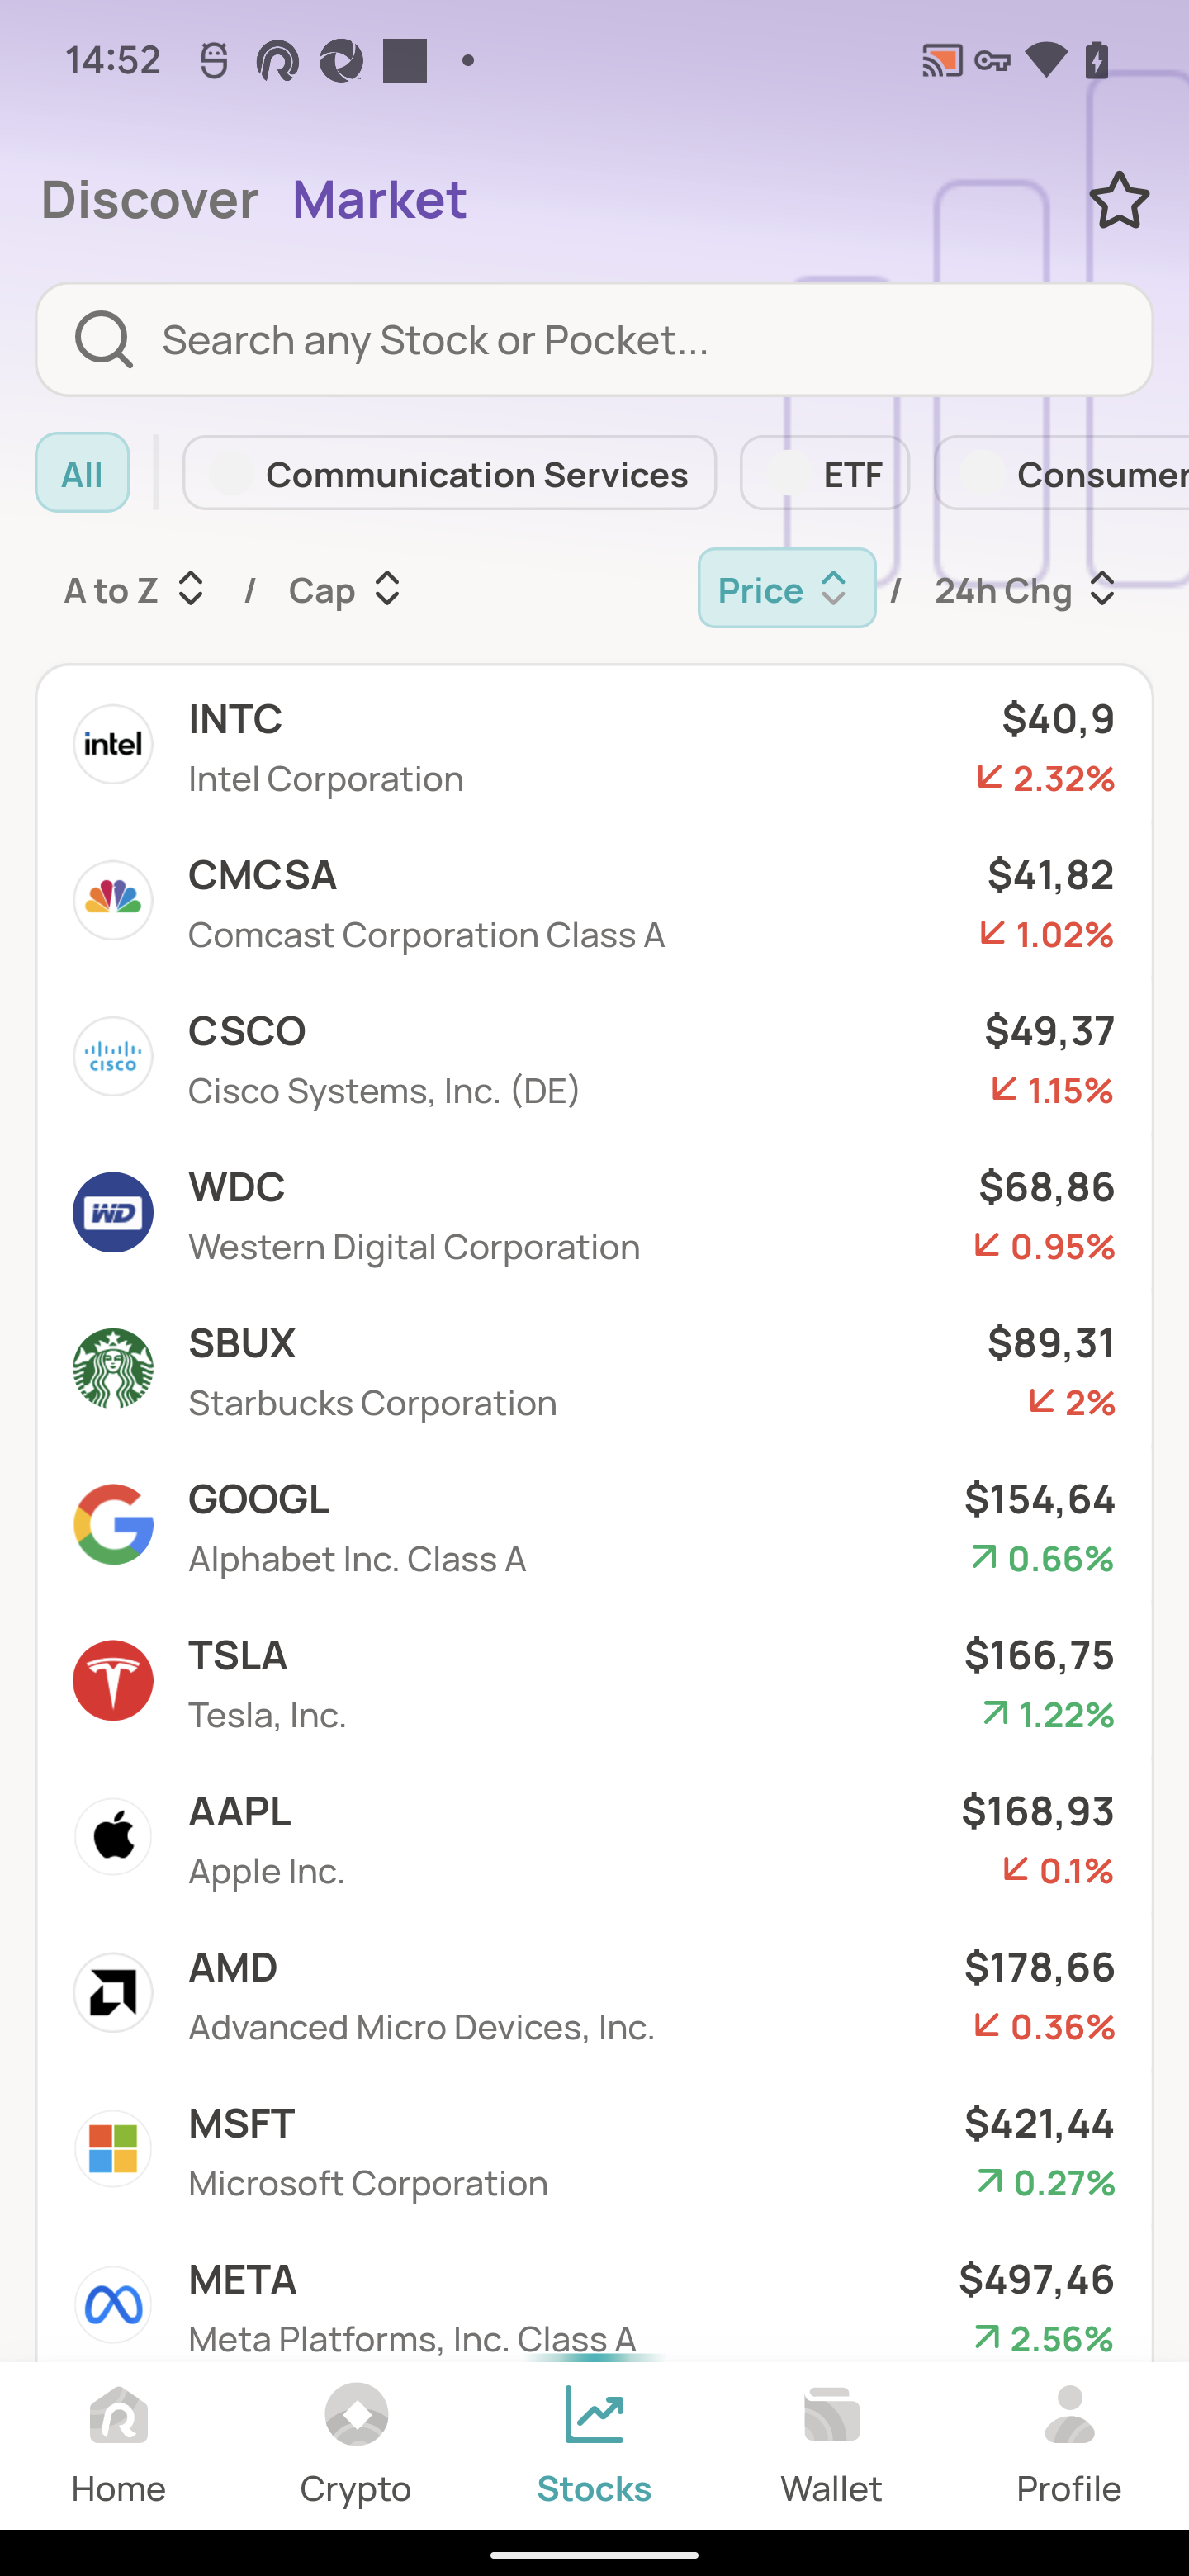 14:52
Discover Market
Search any Stock or Pocket...
All Communication Services ETF Consumer
A to Z / Cap Price / 24h Chg
intel INTC $40,9
Intel Corporation 2.32%
CMCSA $41,82
Comcast Corporation Class A 1.02%
CISCO CSCO $49,37
Cisco Systems, Inc. (DE) 1.15%
WD WDC $68,86
Western Digital Corporation 0.95%
SBUX $89,31
Starbucks Corporation 2%
GOOGL $154,64
Alphabet Inc. Class A 0.66%
TSLA $166,75
Tesla, Inc. 1.22%
AAPL $168,93
Apple Inc. 0.1%
AMD $178,66
Advanced Micro Devices, Inc. 0.36%
MSFT $421,44
Microsoft Corporation 0.27%
META $497,46
Meta Platforms, Inc. Class A 2.56%
Home Crypto Stocks Wallet Profile